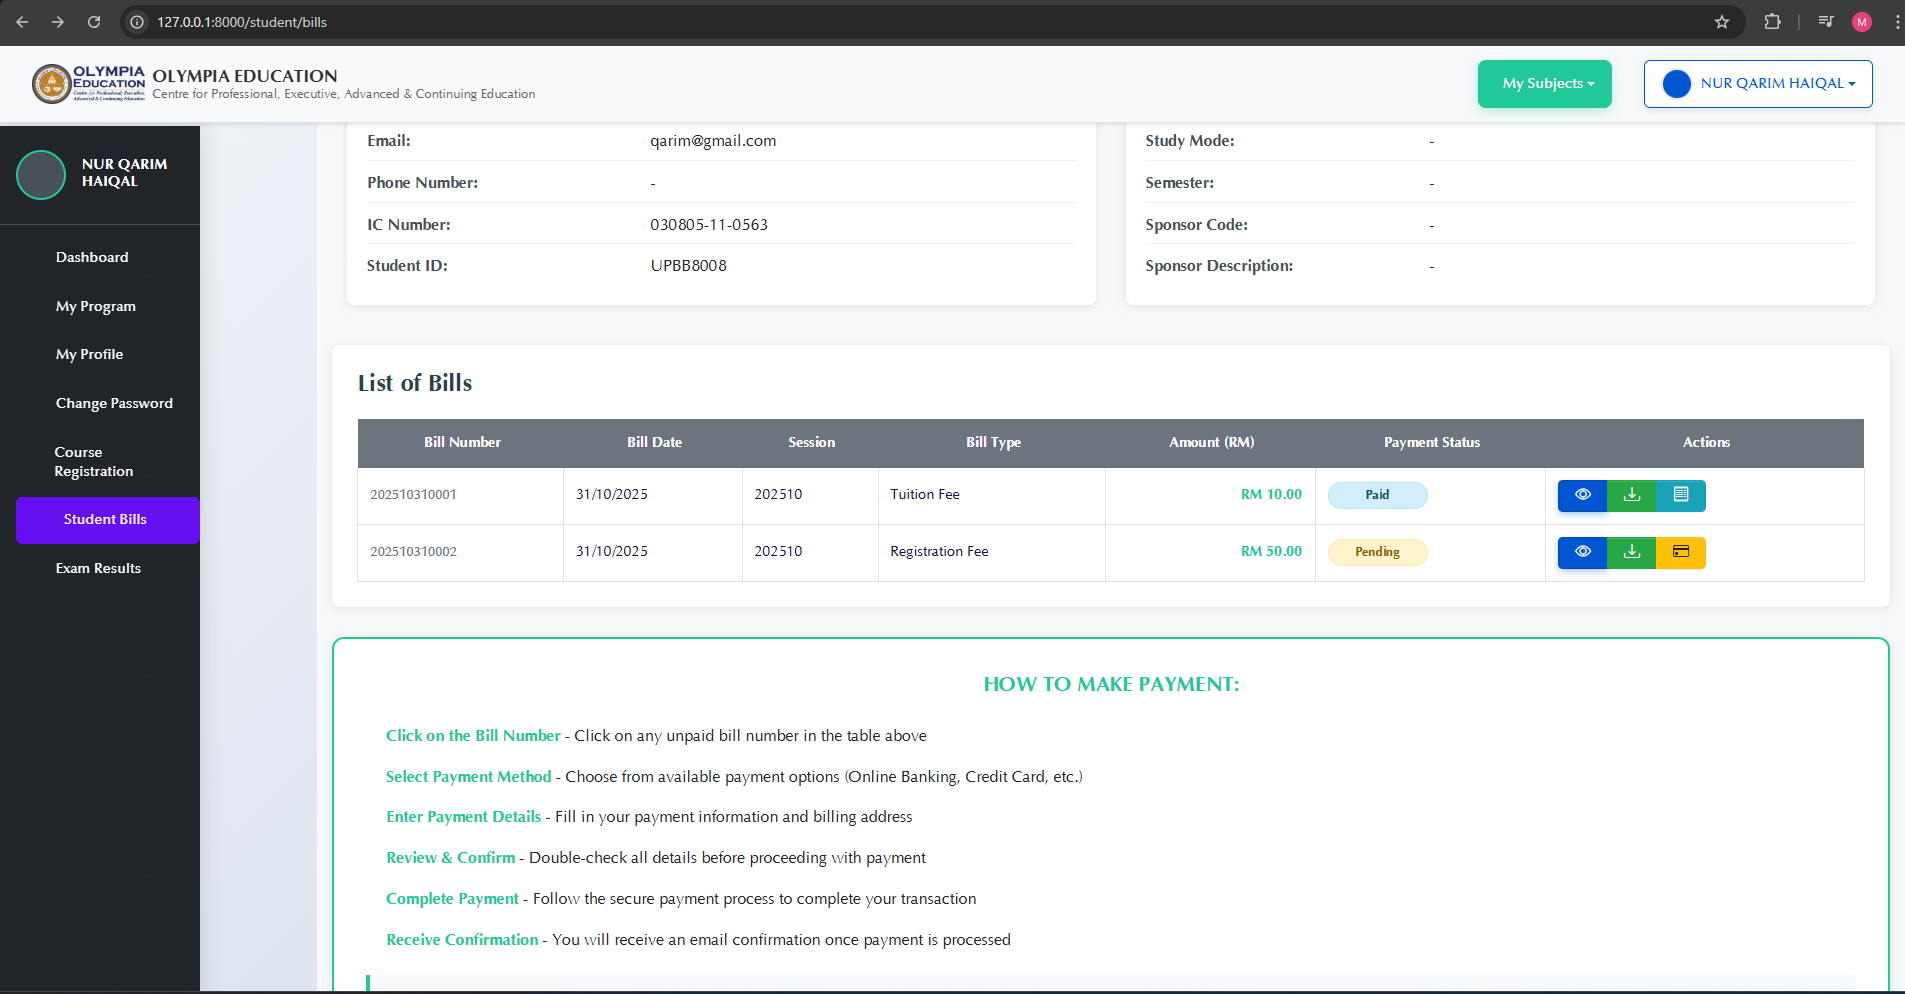 127.0.0.1:8000/student/bills
M
OLYMPIA EDUCATION
Centre for Professional, Executive, Advanced & Continuing Education
OLYMPIA EDUCATION
Centre for Professional, Executive, Advanced & Continuing Education
My Subjects
NUR QARIM HAIQAL
NUR QARIM
HAIQAL
Dashboard
My Program
My Profile
Change Password
Course
Registration
Student Bills
Exam Results
Email: qarim@gmail.com
Phone Number: -
IC Number: 030805-11-0563
Student ID: UPBB8008
Study Mode: -
Semester: -
Sponsor Code: -
Sponsor Description: -
List of Bills
Bill Number Bill Date Session Bill Type Amount (RM) Payment Status Actions
202510310001 31/10/2025 202510 Tuition Fee RM 10.00 Paid
202510310002 31/10/2025 202510 Registration Fee RM 50.00 Pending
HOW TO MAKE PAYMENT:
Click on the Bill Number - Click on any unpaid bill number in the table above
Select Payment Method - Choose from available payment options (Online Banking, Credit Card, etc.)
Enter Payment Details - Fill in your payment information and billing address
Review & Confirm - Double-check all details before proceeding with payment
Complete Payment - Follow the secure payment process to complete your transaction
Receive Confirmation - You will receive an email confirmation once payment is processed